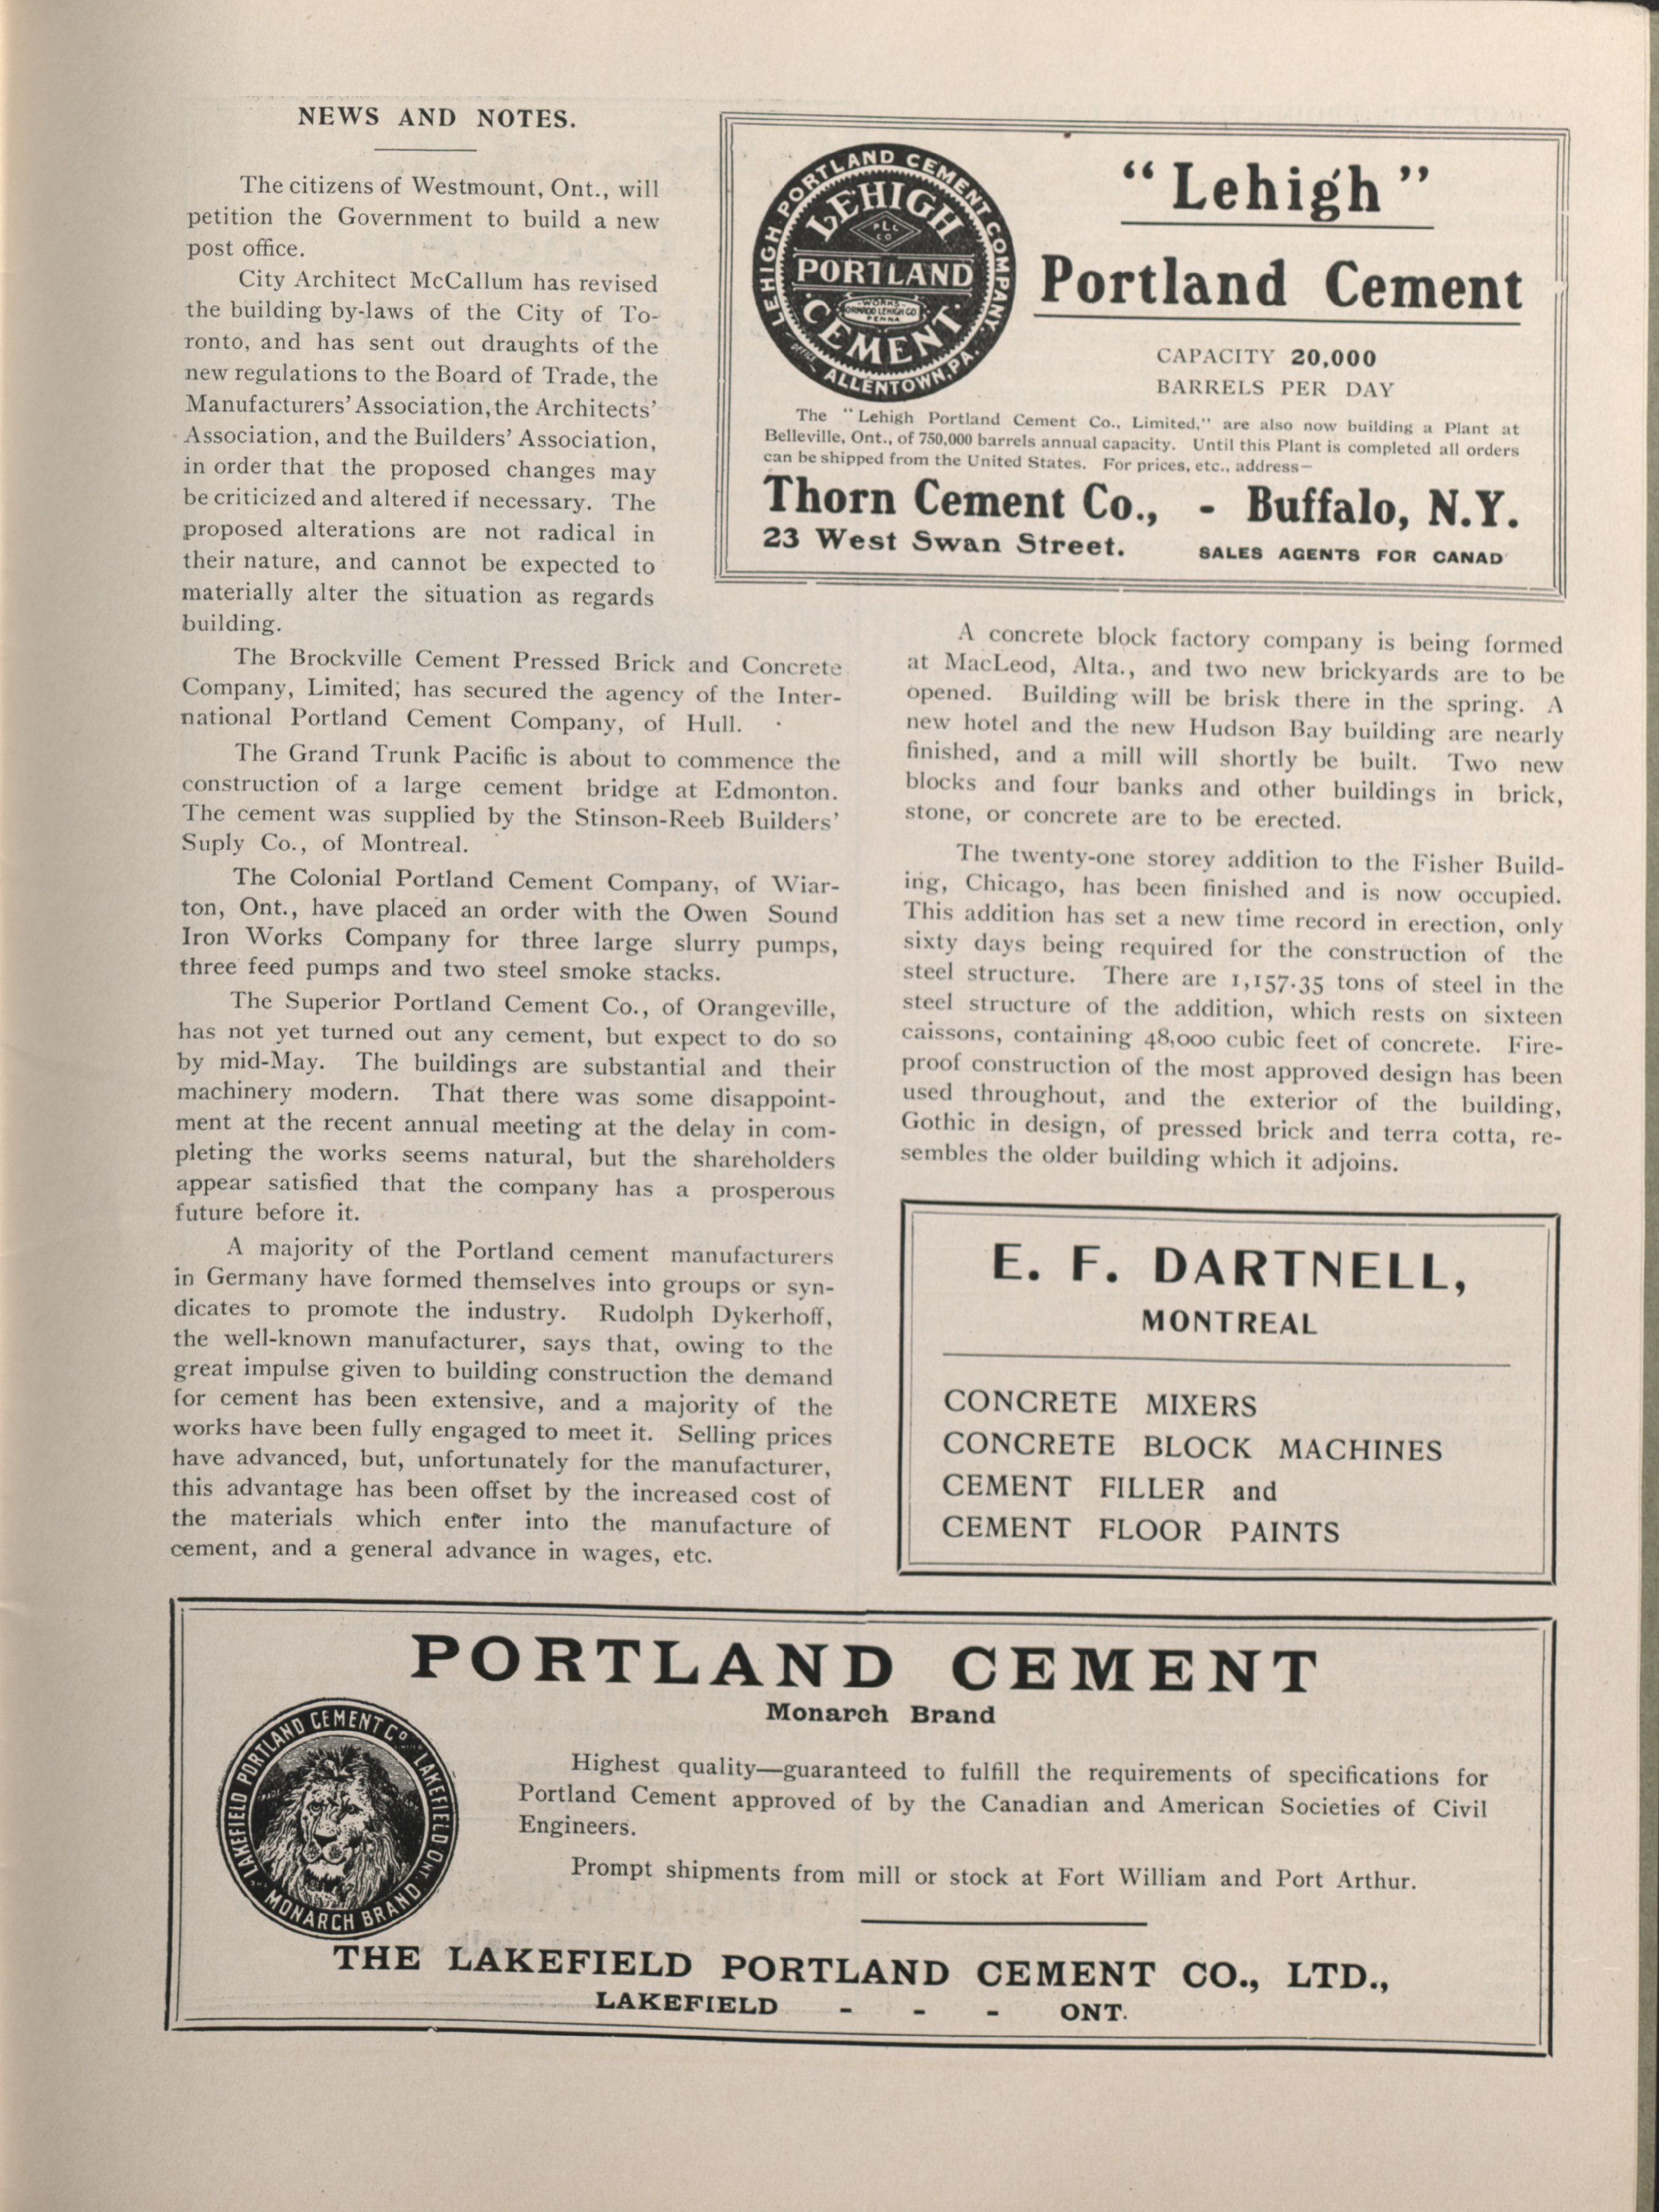 NEWS AND NOTES.
The citizens of Westmount, Ont., will
petition the Government to build a new
post office.
City Architect McCallum has revised
the building by-laws of the City of To-
ronto, and has sent out draughts of the
new regulations to the Board of Trade, the
Manufacturers' Association, the Architects'
Association, and the Builders' Association,
in order that the proposed changes may
be criticized and altered if necessary. The
proposed alterations are not radical in
their nature, and cannot be expected to
materially alter the situation as regards
building.
The Brockville Cement Pressed Brick and Concrete
Company, Limited, has secured the agency of the Inter-
national Portland Cement Company, of Hull.
The Grand Trunk Pacific is about to commence the
construction of a large cement bridge at Edmonton.
The cement was supplied by the Stinson-Reeb Builders'
Suply Co., of Montreal.
The Colonial Portland Cement Company, of Wiar-
ton, Ont., have placed an order with the Owen Sound
Iron Works Company for three large slurry pumps,
three feed pumps and two steel smoke stacks.
The Superior Portland Cement Co., of Orangeville,
has not yet turned out any cement, but expect to do so
by mid-May. The buildings are substantial and their
machinery modern. That there was some disappoint-
ment at the recent annual meeting at the delay in com-
pleting the works seems natural, but the shareholders
appear satisfied that the company has a prosperous
future before it.
A majority of the Portland cement manufacturers
in Germany have formed themselves into groups or syn-
dicates to promote the industry. Rudolph Dykerhoff,
the well-known manufacturer, says that, owing to the
great impulse given to building construction the demand
for cement has been extensive, and a majority of the
works have been fully engaged to meet it. Selling prices
have advanced, but, unfortunately for the manufacturer,
this advantage has been offset by the increased cost of
the materials which enter into the manufacture of
cement, and a general advance in wages, etc.
LEHIGH PORTLAND CEMENT COMPANY.
OFFICE ALLENTOWN, PA.
LEHIGH
P L C
CO
PORTLAND
WORKS
ORMROD LEHIGH CO
PENNA
CEMENT
"Lehigh"
Portland Cement
CAPACITY 20,000
BARRELS PER DAY
The "Lehigh Portland Cement Co., Limited," are also now building a Plant at
Belleville, Ont., of 750,000 barrels annual capacity. Until this Plant is completed all orders
can be shipped from the United States. For prices, etc., address—
Thorn Cement Co., - Buffalo, N.Y.
23 West Swan Street. SALES AGENTS FOR CANAD
A concrete block factory company is being formed
at MacLeod, Alta., and two new brickyards are to be
opened. Building will be brisk there in the spring. A
new hotel and the new Hudson Bay building are nearly
finished, and a mill will shortly be built. Two new
blocks and four banks and other buildings in brick,
stone, or concrete are to be erected.
The twenty-one storey addition to the Fisher Build-
ing, Chicago, has been finished and is now occupied.
This addition has set a new time record in erection, only
sixty days being required for the construction of the
steel structure. There are 1,157.35 tons of steel in the
steel structure of the addition, which rests on sixteen
caissons, containing 48,000 cubic feet of concrete. Fire-
proof construction of the most approved design has been
used throughout, and the exterior of the building,
Gothic in design, of pressed brick and terra cotta, re-
sembles the older building which it adjoins.
E. F. DARTNELL,
MONTREAL
CONCRETE MIXERS
CONCRETE BLOCK MACHINES
CEMENT FILLER and
CEMENT FLOOR PAINTS
PORTLAND CEMENT
Monarch Brand
LAKEFIELD PORTLAND CEMENT CO. LAKEFIELD ONT.
MONARCH BRAND
Highest quality—guaranteed to fulfill the requirements of specifications for
Portland Cement approved of by the Canadian and American Societies of Civil
Engineers.
Prompt shipments from mill or stock at Fort William and Port Arthur.
THE LAKEFIELD PORTLAND CEMENT CO., LTD.,
LAKEFIELD - - - ONT.